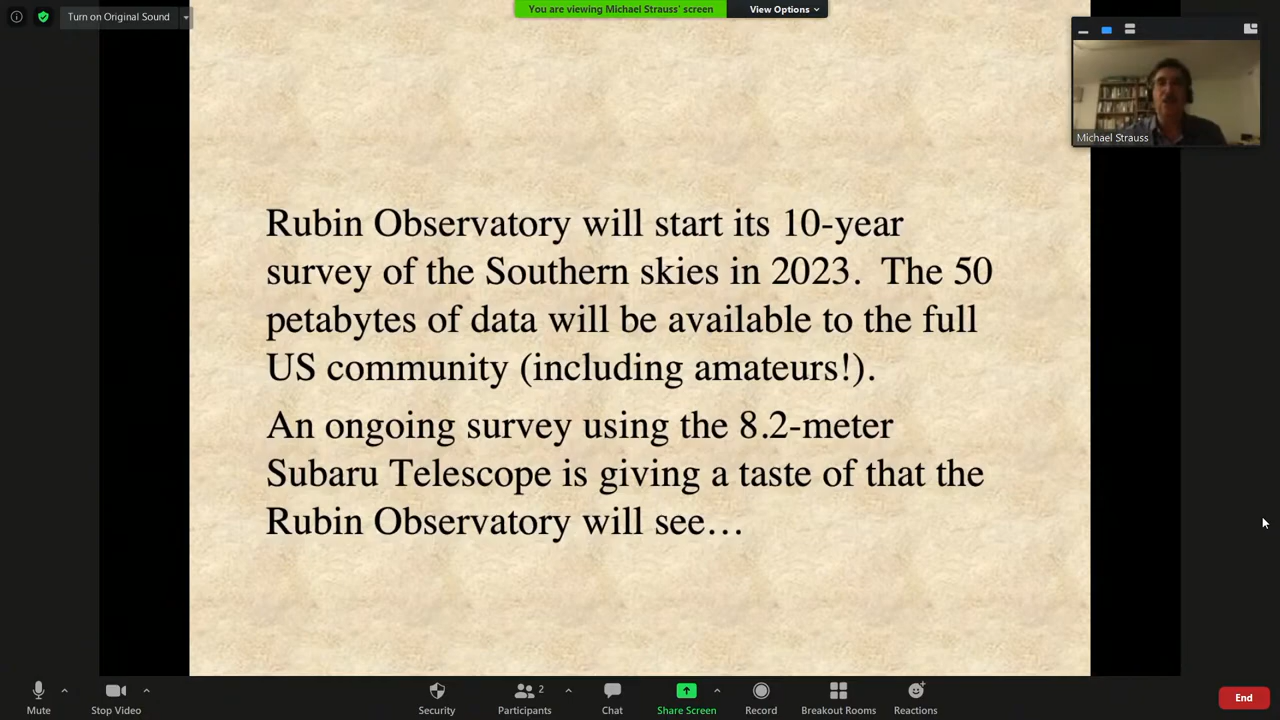 Turn on Original Sound
You are viewing Michael Strauss' screen
View Options
Michael Strauss
Rubin Observatory will start its 10-year
survey of the Southern skies in 2023. The 50
petabytes of data will be available to the full
US community (including amateurs!).
An ongoing survey using the 8.2-meter
Subaru Telescope is giving a taste of that the
Rubin Observatory will see…
Mute
Stop Video
Security
Participants
2
Chat
Share Screen
Record
Breakout Rooms
Reactions
End